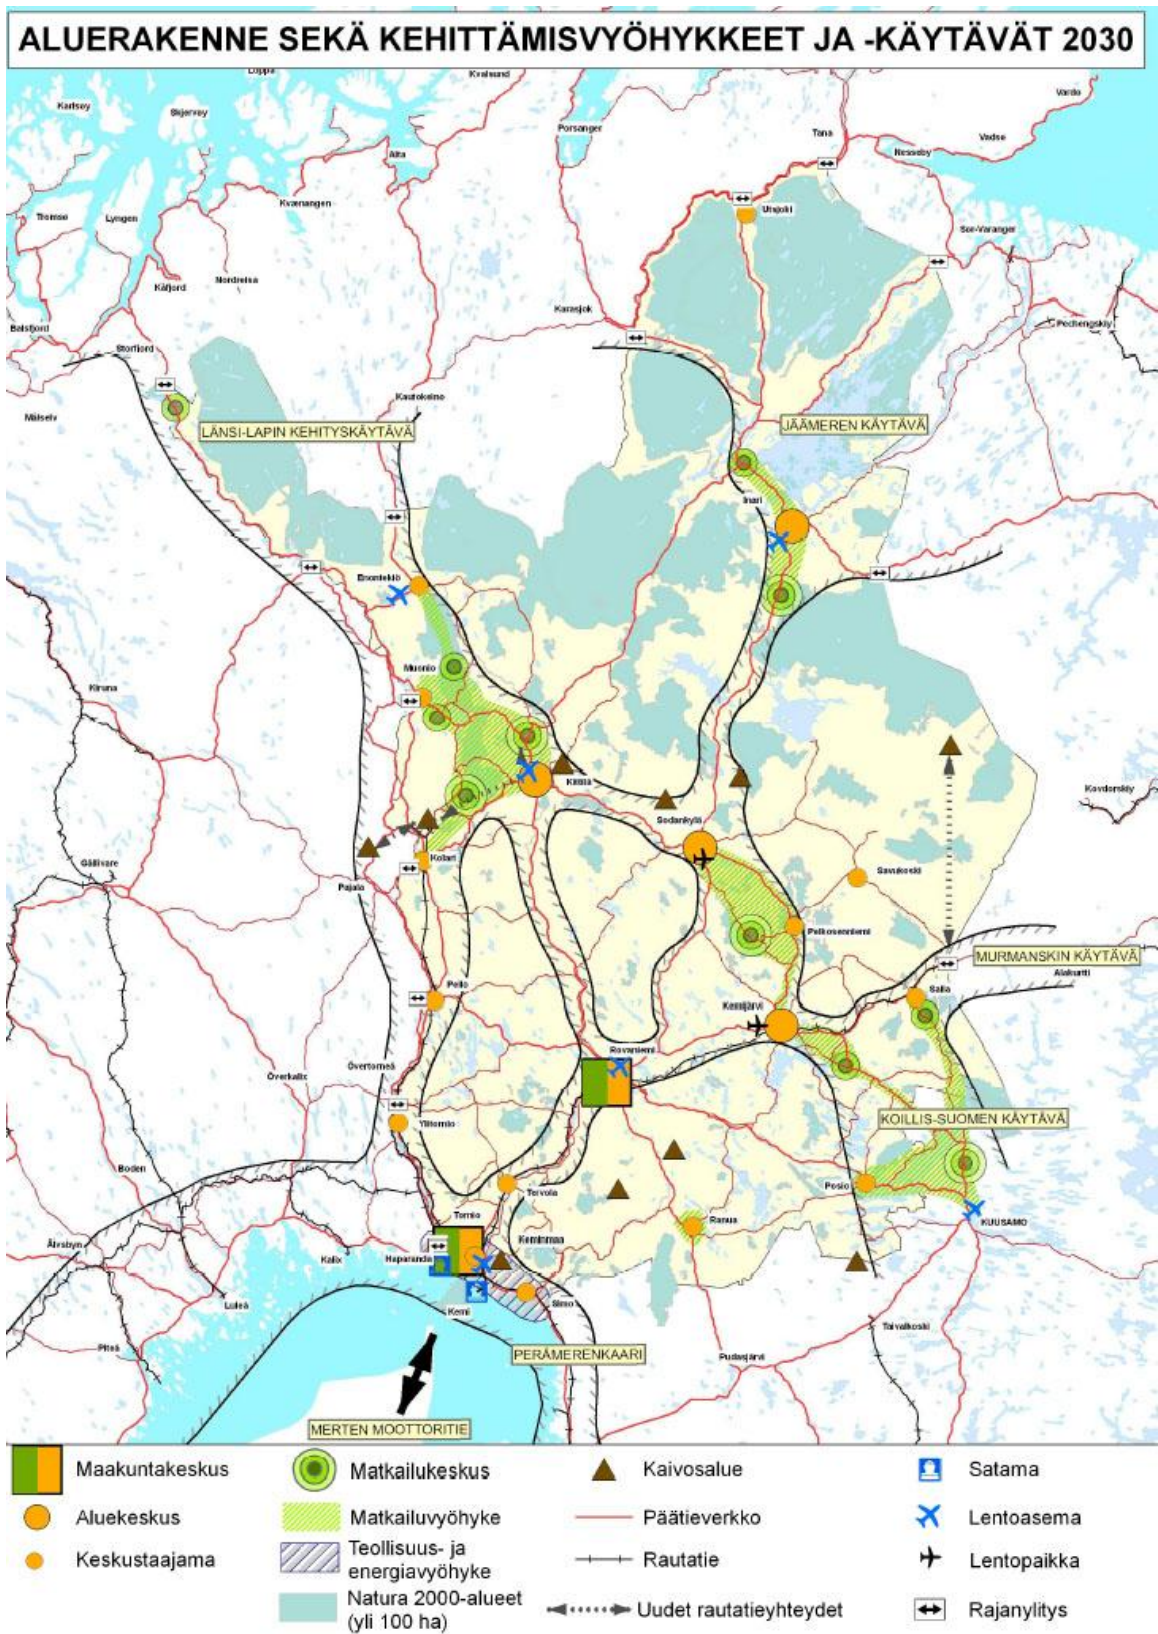 ALUERAKENNE SEKÄ KEHITTÄMISVYÖHYKKEET JA -KÄYTÄVÄT 2030
Loppa
Kvalsund
Karlsøy
Skjervøy
Porsanger
Vardø
Tana
Vadsø
Alta
Nesseby
Kvænangen
Tromsø
Lyngen
Utsjoki
Sør-Varanger
Nordreisa
Kåfjord
Karasjok
Balsfjord
Pechengskiy
Storfjord
Kautokeino
Målselv
LÄNSI-LAPIN KEHITYSKÄYTÄVÄ
JÄÄMEREN KÄYTÄVÄ
Inari
Enontekiö
Muonio
Kiruna
Kittilä
Kovdorskiy
Sodankylä
Kolari
Gällivare
Savukoski
Pajala
Pelkosenniemi
MURMANSKIN KÄYTÄVÄ
Alakurtti
Pello
Salla
Kemijärvi
Rovaniemi
Övertorneå
Överkalix
KOILLIS-SUOMEN KÄYTÄVÄ
Ylitornio
Boden
Posio
Tervola
Tornio
Ranua
KUUSAMO
Älvsbyn
Keminmaa
Kalix
Haparanda
Luleå
Kemi
Simo
Taivalkoski
Piteå
PERÄMERENKAARI
Pudasjärvi
MERTEN MOOTTORITIE
Maakuntakeskus
Matkailukeskus
Kaivosalue
Satama
Aluekeskus
Matkailuvyöhyke
Päätieverkko
Lentoasema
Keskustaajama
Teollisuus- ja
energiavyöhyke
Rautatie
Lentopaikka
Natura 2000-alueet
(yli 100 ha)
Uudet rautatieyhteydet
Rajanylitys